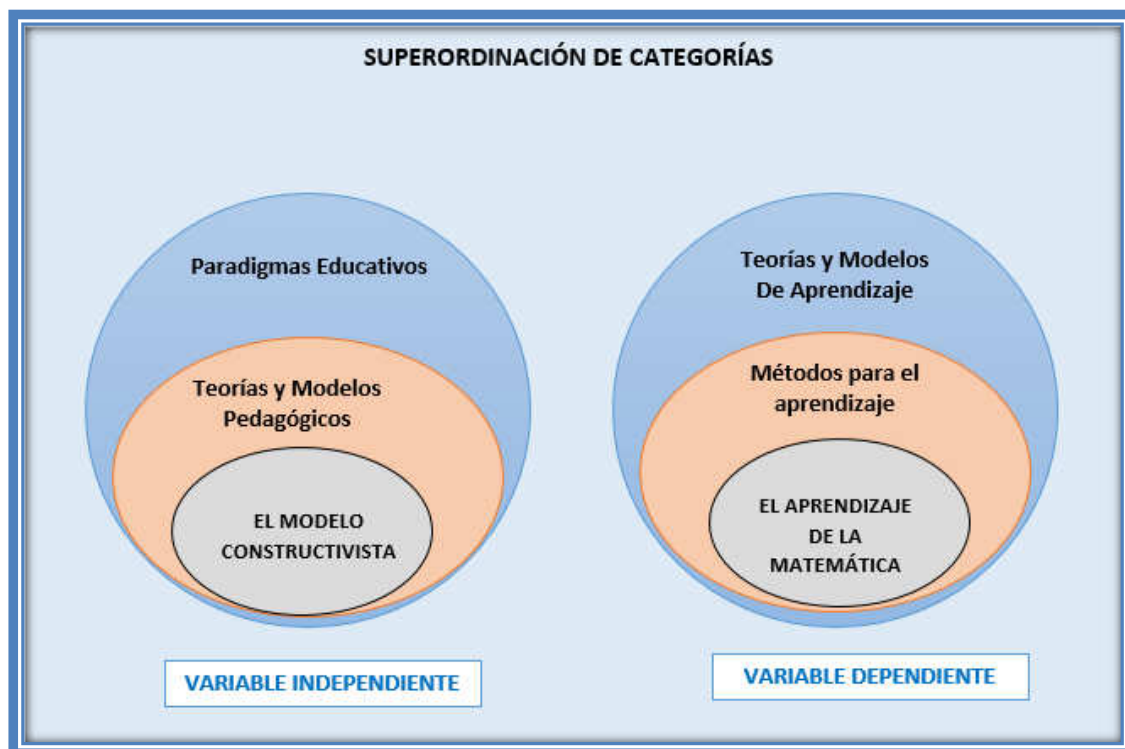 SUPERORDINACIÓN DE CATEGORÍAS
Paradigmas Educativos
Teorías y Modelos
Pedagógicos
EL MODELO
CONSTRUCTIVISTA
VARIABLE INDEPENDIENTE
Teorías y Modelos
De Aprendizaje
Métodos para el
aprendizaje
EL APRENDIZAJE
DE LA
MATEMÁTICA
VARIABLE DEPENDIENTE